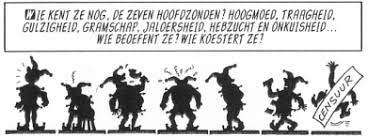 WIE KENT ZE NOG, DE ZEVEN HOOFDZONDEN? HOOGMOED, TRAAGHEID,
GULZIGHEID, GRAMSCHAP, JALOERSHEID, HEBZUCHT EN ONKUISHEID...
WIE BEOEFENT ZE? WIE KOESTERT ZE?
CENSUUR